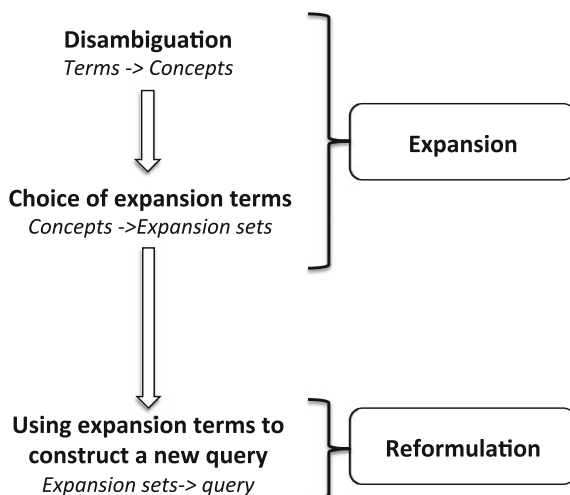 Disambiguation
Terms -> Concepts
Expansion
Choice of expansion terms
Concepts ->Expansion sets
Using expansion terms to
construct a new query
Expansion sets-> query
Reformulation